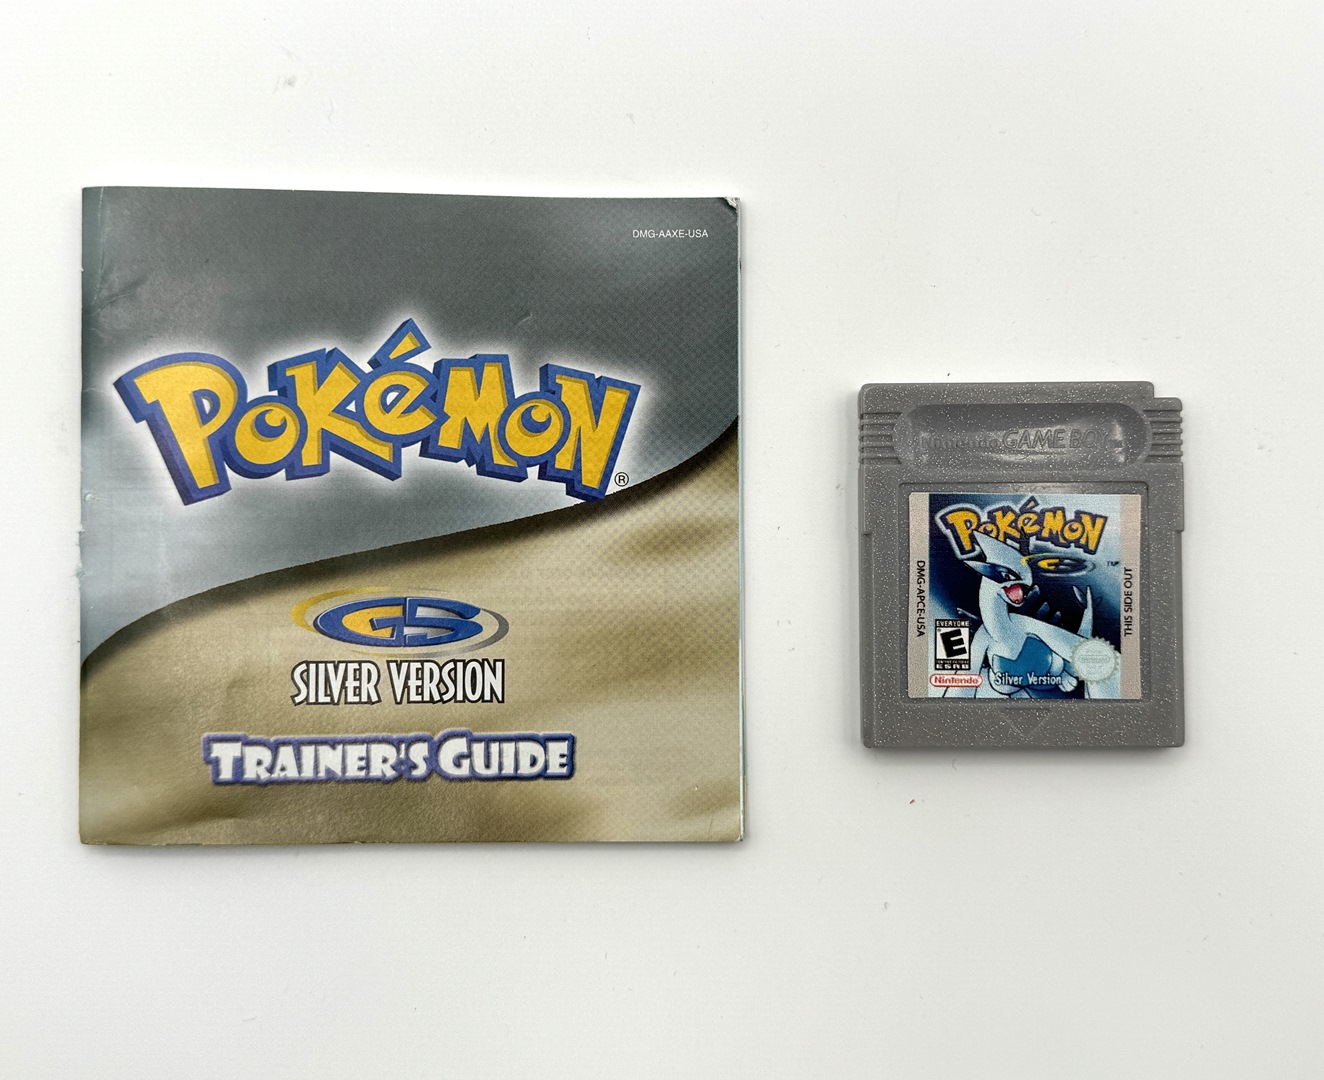 DMG-AAXE-USA
POKÉMON
®
GS
SILVER VERSION
TRAINER'S GUIDE
Nintendo GAME BOY
POKÉMON
GS
DMG-APCE-USA
THIS SIDE OUT
EVERYONE
E
ESRB
Nintendo
Silver Version